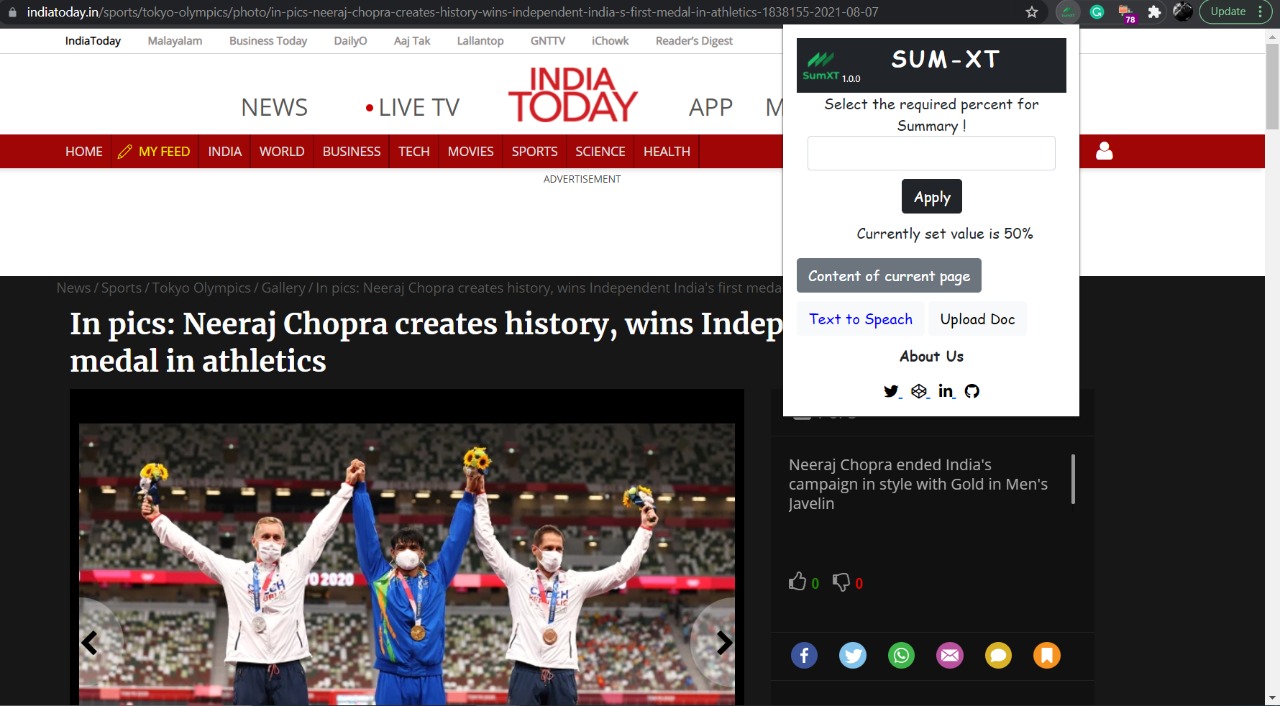 indiatoday.in/sports/tokyo-olympics/photo/in-pics-neeraj-chopra-creates-history-wins-independent-india-s-first-medal-in-athletics-1838155-2021-08-07
78
Update
IndiaToday Malayalam Business Today DailyO Aaj Tak Lallantop GNTTV iChowk Reader's Digest
NEWS LIVE TV INDIA TODAY APP M
HOME MY FEED INDIA WORLD BUSINESS TECH MOVIES SPORTS SCIENCE HEALTH
ADVERTISEMENT
SumXT 1.0.0
SUM-XT
Select the required percent for
Summary !
Apply
Currently set value is 50%
Content of current page
Text to Speach Upload Doc
About Us
News / Sports / Tokyo Olympics / Gallery / In pics: Neeraj Chopra creates history, wins Independent India's first meda
In pics: Neeraj Chopra creates history, wins Indep
medal in athletics
Neeraj Chopra ended India's
campaign in style with Gold in Men's
Javelin
0 0
CZECH
CZECH
2020